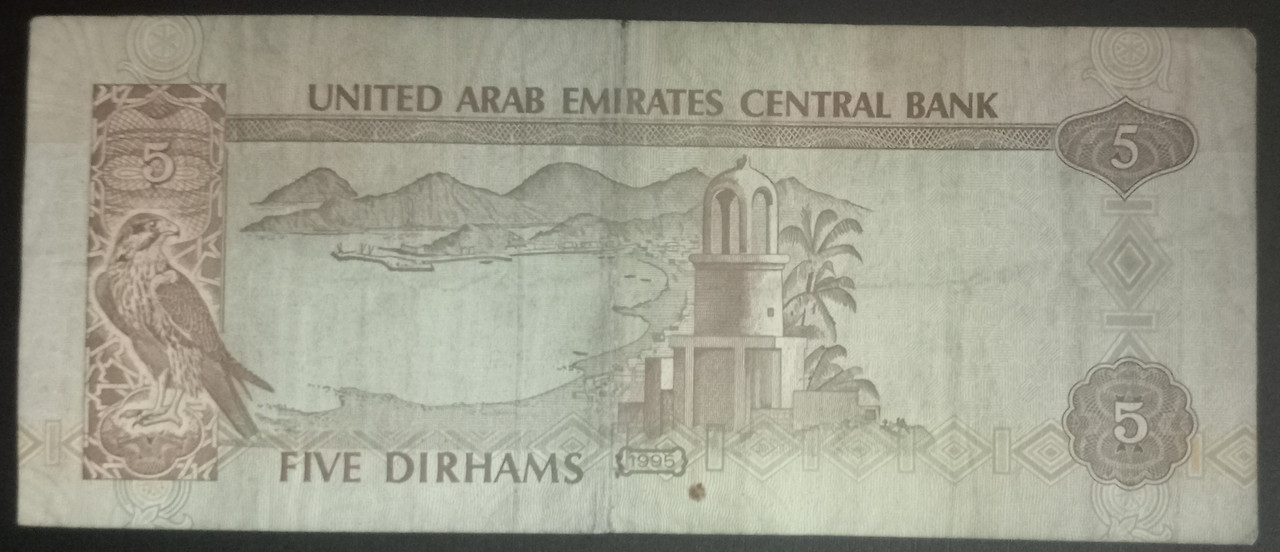 UNITED ARAB EMIRATES CENTRAL BANK
5
5
FIVE DIRHAMS
1995
5